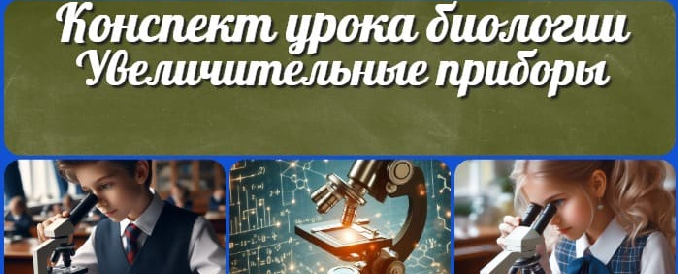 Конспект урока биологии
Увеличительные приборы